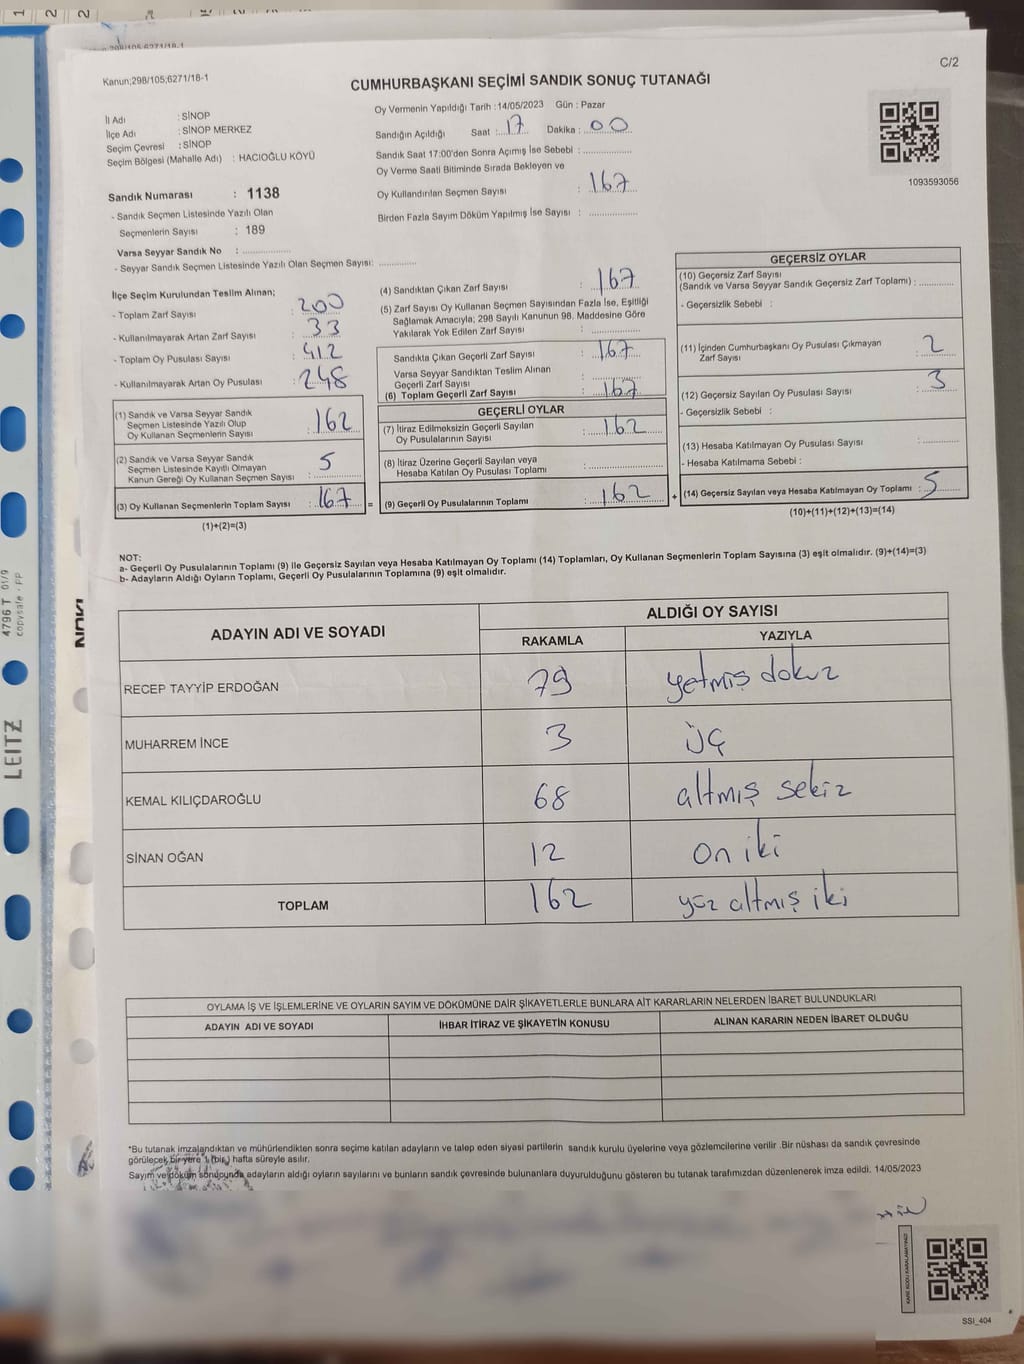 Kanun;298/105;6271/18-1
C/2
CUMHURBAŞKANI SEÇİMİ SANDIK SONUÇ TUTANAĞI
İl Adı : SİNOP
İlçe Adı : SİNOP MERKEZ
Seçim Çevresi : SİNOP
Seçim Bölgesi (Mahalle Adı) : HACIOĞLU KÖYÜ
Sandık Numarası : 1138
- Sandık Seçmen Listesinde Yazılı Olan
Seçmenlerin Sayısı : 189
Varsa Seyyar Sandık No : ................
- Seyyar Sandık Seçmen Listesinde Yazılı Olan Seçmen Sayısı: ............
Oy Vermenin Yapıldığı Tarih :14/05/2023 Gün : Pazar
Sandığın Açıldığı Saat : 17 Dakika : 00
Sandık Saat 17:00'den Sonra Açımış İse Sebebi : ................
Oy Verme Saati Bitiminde Sırada Bekleyen ve
Oy Kullandırılan Seçmen Sayısı : 167
Birden Fazla Sayım Döküm Yapılmış İse Sayısı : ................
1093593056
İlçe Seçim Kurulundan Teslim Alınan;
- Toplam Zarf Sayısı : 200
- Kullanılmayarak Artan Zarf Sayısı : 33
- Toplam Oy Pusulası Sayısı : 412
- Kullanılmayarak Artan Oy Pusulası : 248
(1) Sandık ve Varsa Seyyar Sandık
Seçmen Listesinde Yazılı Olup
Oy Kullanan Seçmenlerin Sayısı : 162
(2) Sandık ve Varsa Seyyar Sandık
Seçmen Listesinde Kayıtlı Olmayan
Kanun Gereği Oy Kullanan Seçmen Sayısı : 5
(3) Oy Kullanan Seçmenlerin Toplam Sayısı : 167 =
(1)+(2)=(3)
(4) Sandıktan Çıkan Zarf Sayısı : 167
(5) Zarf Sayısı Oy Kullanan Seçmen Sayısından Fazla İse, Eşitliği
Sağlamak Amacıyla; 298 Sayılı Kanunun 98. Maddesine Göre
Yakılarak Yok Edilen Zarf Sayısı : ................
Sandıkta Çıkan Geçerli Zarf Sayısı : 167
Varsa Seyyar Sandıktan Teslim Alınan
Geçerli Zarf Sayısı : ................
(6) Toplam Geçerli Zarf Sayısı : 167
GEÇERLİ OYLAR
(7) İtiraz Edilmeksizin Geçerli Sayılan
Oy Pusulalarının Sayısı : 162
(8) İtiraz Üzerine Geçerli Sayılan veya
Hesaba Katılan Oy Pusulası Toplamı : ................
(9) Geçerli Oy Pusulalarının Toplamı : 162 +
GEÇERSİZ OYLAR
(10) Geçersiz Zarf Sayısı
(Sandık ve Varsa Seyyar Sandık Geçersiz Zarf Toplamı) : ............
- Geçersizlik Sebebi :
(11) İçinden Cumhurbaşkanı Oy Pusulası Çıkmayan
Zarf Sayısı : 2
(12) Geçersiz Sayılan Oy Pusulası Sayısı : 3
- Geçersizlik Sebebi :
(13) Hesaba Katılmayan Oy Pusulası Sayısı : ............
- Hesaba Katılmama Sebebi :
(14) Geçersiz Sayılan veya Hesaba Katılmayan Oy Toplamı : 5
(10)+(11)+(12)+(13)=(14)
NOT:
a- Geçerli Oy Pusulalarının Toplamı (9) ile Geçersiz Sayılan veya Hesaba Katılmayan Oy Toplamı (14) Toplamları, Oy Kullanan Seçmenlerin Toplam Sayısına (3) eşit olmalıdır. (9)+(14)=(3)
b- Adayların Aldığı Oyların Toplamı, Geçerli Oy Pusulalarının Toplamına (9) eşit olmalıdır.
ADAYIN ADI VE SOYADI ALDIĞI OY SAYISI
RAKAMLA YAZIYLA
RECEP TAYYİP ERDOĞAN 79 yetmiş dokuz
MUHARREM İNCE 3 üç
KEMAL KILIÇDAROĞLU 68 altmış sekiz
SİNAN OĞAN 12 on iki
TOPLAM 162 yüz altmış iki
OYLAMA İŞ VE İŞLEMLERİNE VE OYLARIN SAYIM VE DÖKÜMÜNE DAİR ŞİKAYETLERLE BUNLARA AİT KARARLARIN NELERDEN İBARET BULUNDUKLARI
ADAYIN ADI VE SOYADI İHBAR İTİRAZ VE ŞİKAYETİN KONUSU ALINAN KARARIN NEDEN İBARET OLDUĞU
*Bu tutanak imzalandıktan ve mühürlendikten sonra seçime katılan adayların ve talep eden siyasi partilerin sandık kurulu üyelerine veya gözlemcilerine verilir .Bir nüshası da sandık çevresinde
görülecek bir yere 1 (bir) hafta süreyle asılır.
Sayım ve döküm sonucunda adayların aldığı oyların sayılarını ve bunların sandık çevresinde bulunanlara duyurulduğunu gösteren bu tutanak tarafımızdan düzenlenerek imza edildi. 14/05/2023
KARE KODU KARALAMAYINIZ!
SSI_404
LEITZ
4796 T 01/9
copysafe - PP